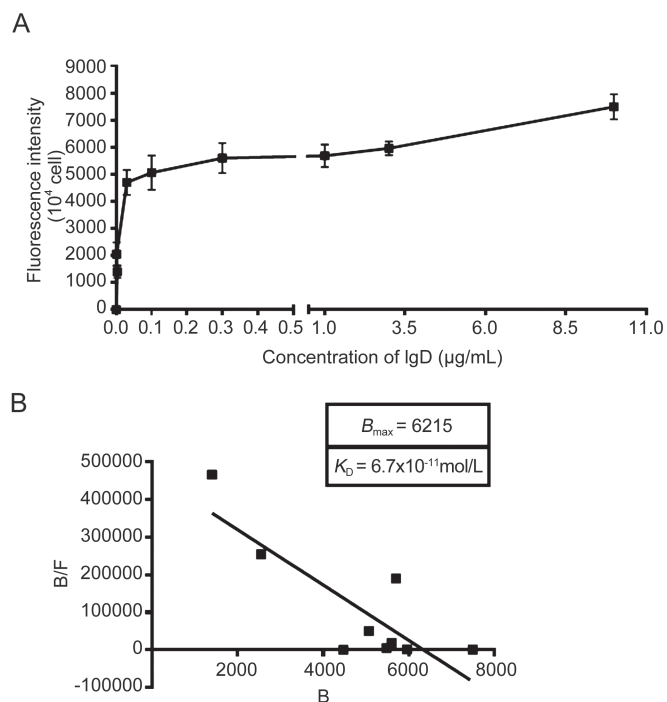 A
9000
8000
7000
6000
5000
4000
3000
2000
1000
0
Fluorescence intensity
(10⁴ cell)
0.0 0.1 0.2 0.3 0.4 0.5 1.0 3.5 6.0 8.5 11.0
Concentration of IgD (µg/mL)
B
Bmax = 6215
KD = 6.7x10⁻¹¹mol/L
500000
400000
300000
200000
100000
0
-100000
B/F
2000 4000 6000 8000
B